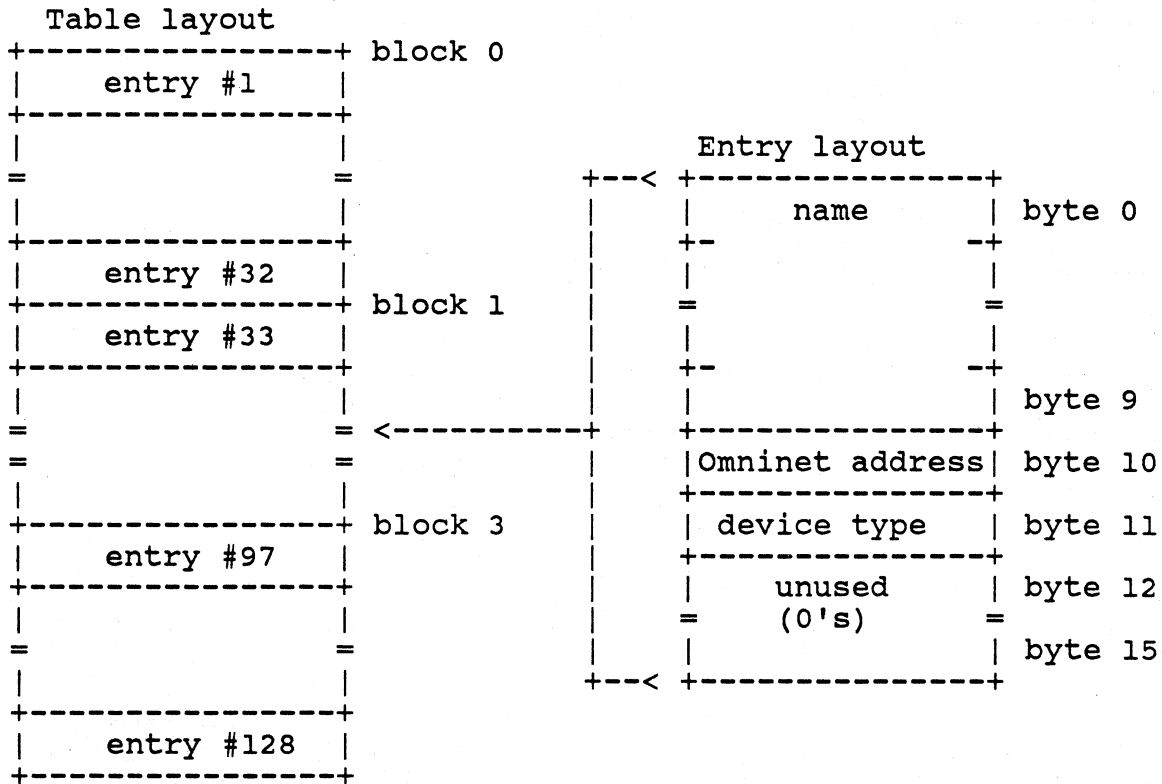 Table layout
block 0
entry #1
entry #32
block 1
entry #33
block 3
entry #97
entry #128
Entry layout
name byte 0
byte 9
Omninet address byte 10
device type byte 11
unused byte 12
(0's)
byte 15